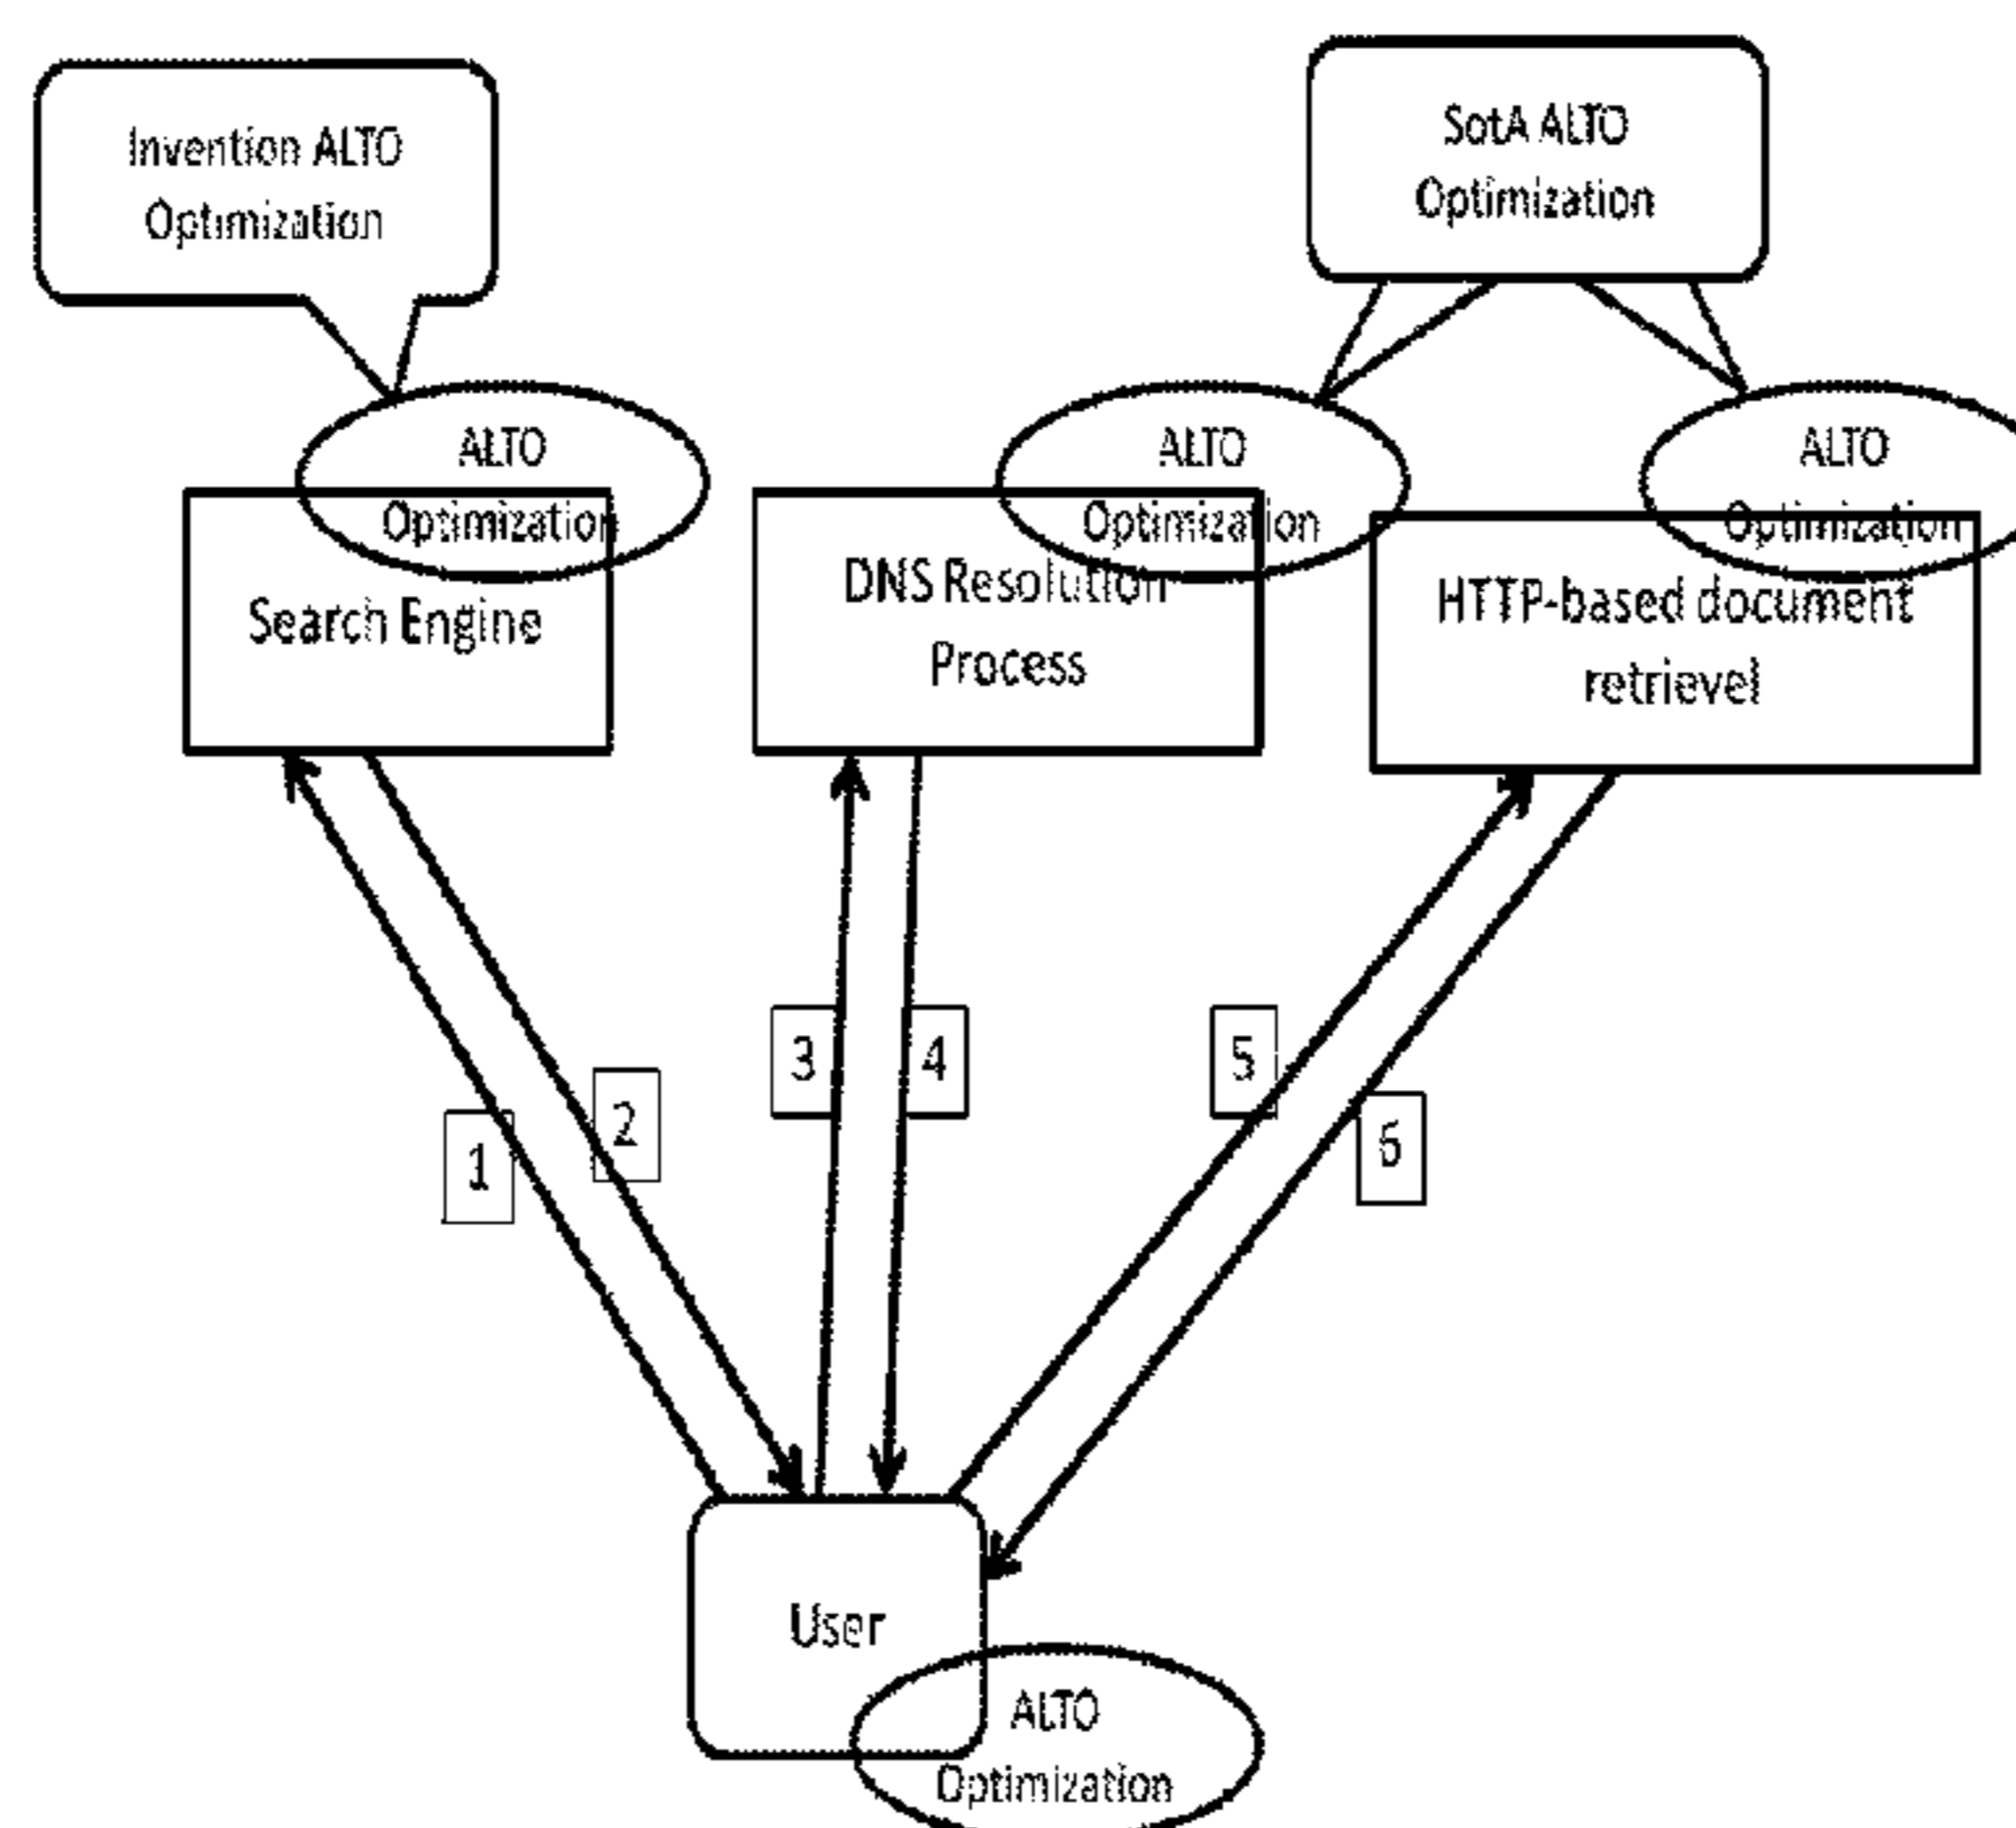 Invention ALTO
Optimization
SotA ALTO
Optimization
ALTO
Optimization
ALTO
Optimization
ALTO
Optimization
Search Engine
DNS Resolution
Process
HTTP-based document
retrievel
1
2
3
4
5
6
User
ALTO
Optimization